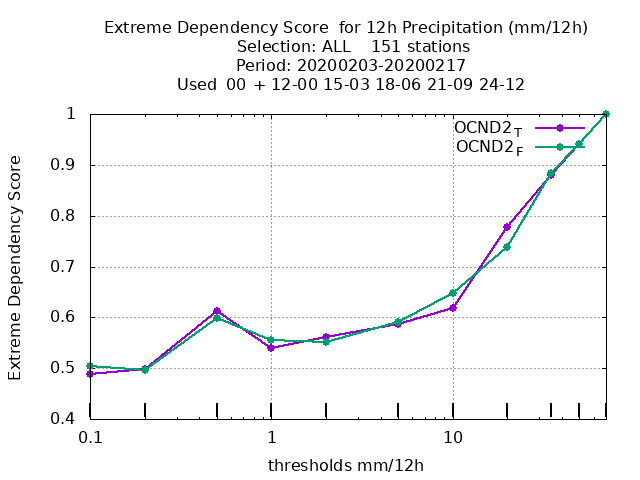 Extreme Dependency Score  for 12h Precipitation (mm/12h)
Selection: ALL    151 stations
Period: 20200203-20200217
Used  00 + 12-00 15-03 18-06 21-09 24-12
OCND2T
OCND2F
Extreme Dependency Score
1
0.9
0.8
0.7
0.6
0.5
0.4
0.1
1
10
thresholds mm/12h